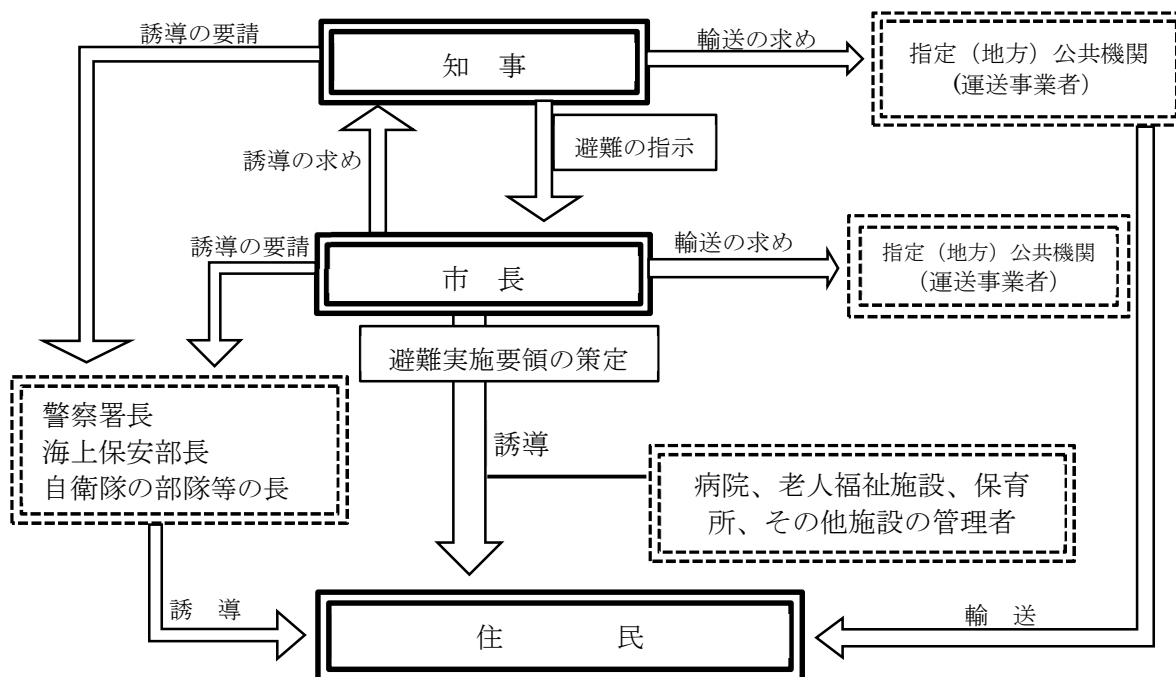 誘導の要請
知　事
輸送の求め
指定（地方）公共機関
(運送事業者）
誘導の求め
避難の指示
誘導の要請
市　長
輸送の求め
指定（地方）公共機関
（運送事業者）
避難実施要領の策定
警察署長
海上保安部長
自衛隊の部隊等の長
誘導
病院、老人福祉施設、保育
所、その他施設の管理者
誘　導
住　　　　民
輸　送